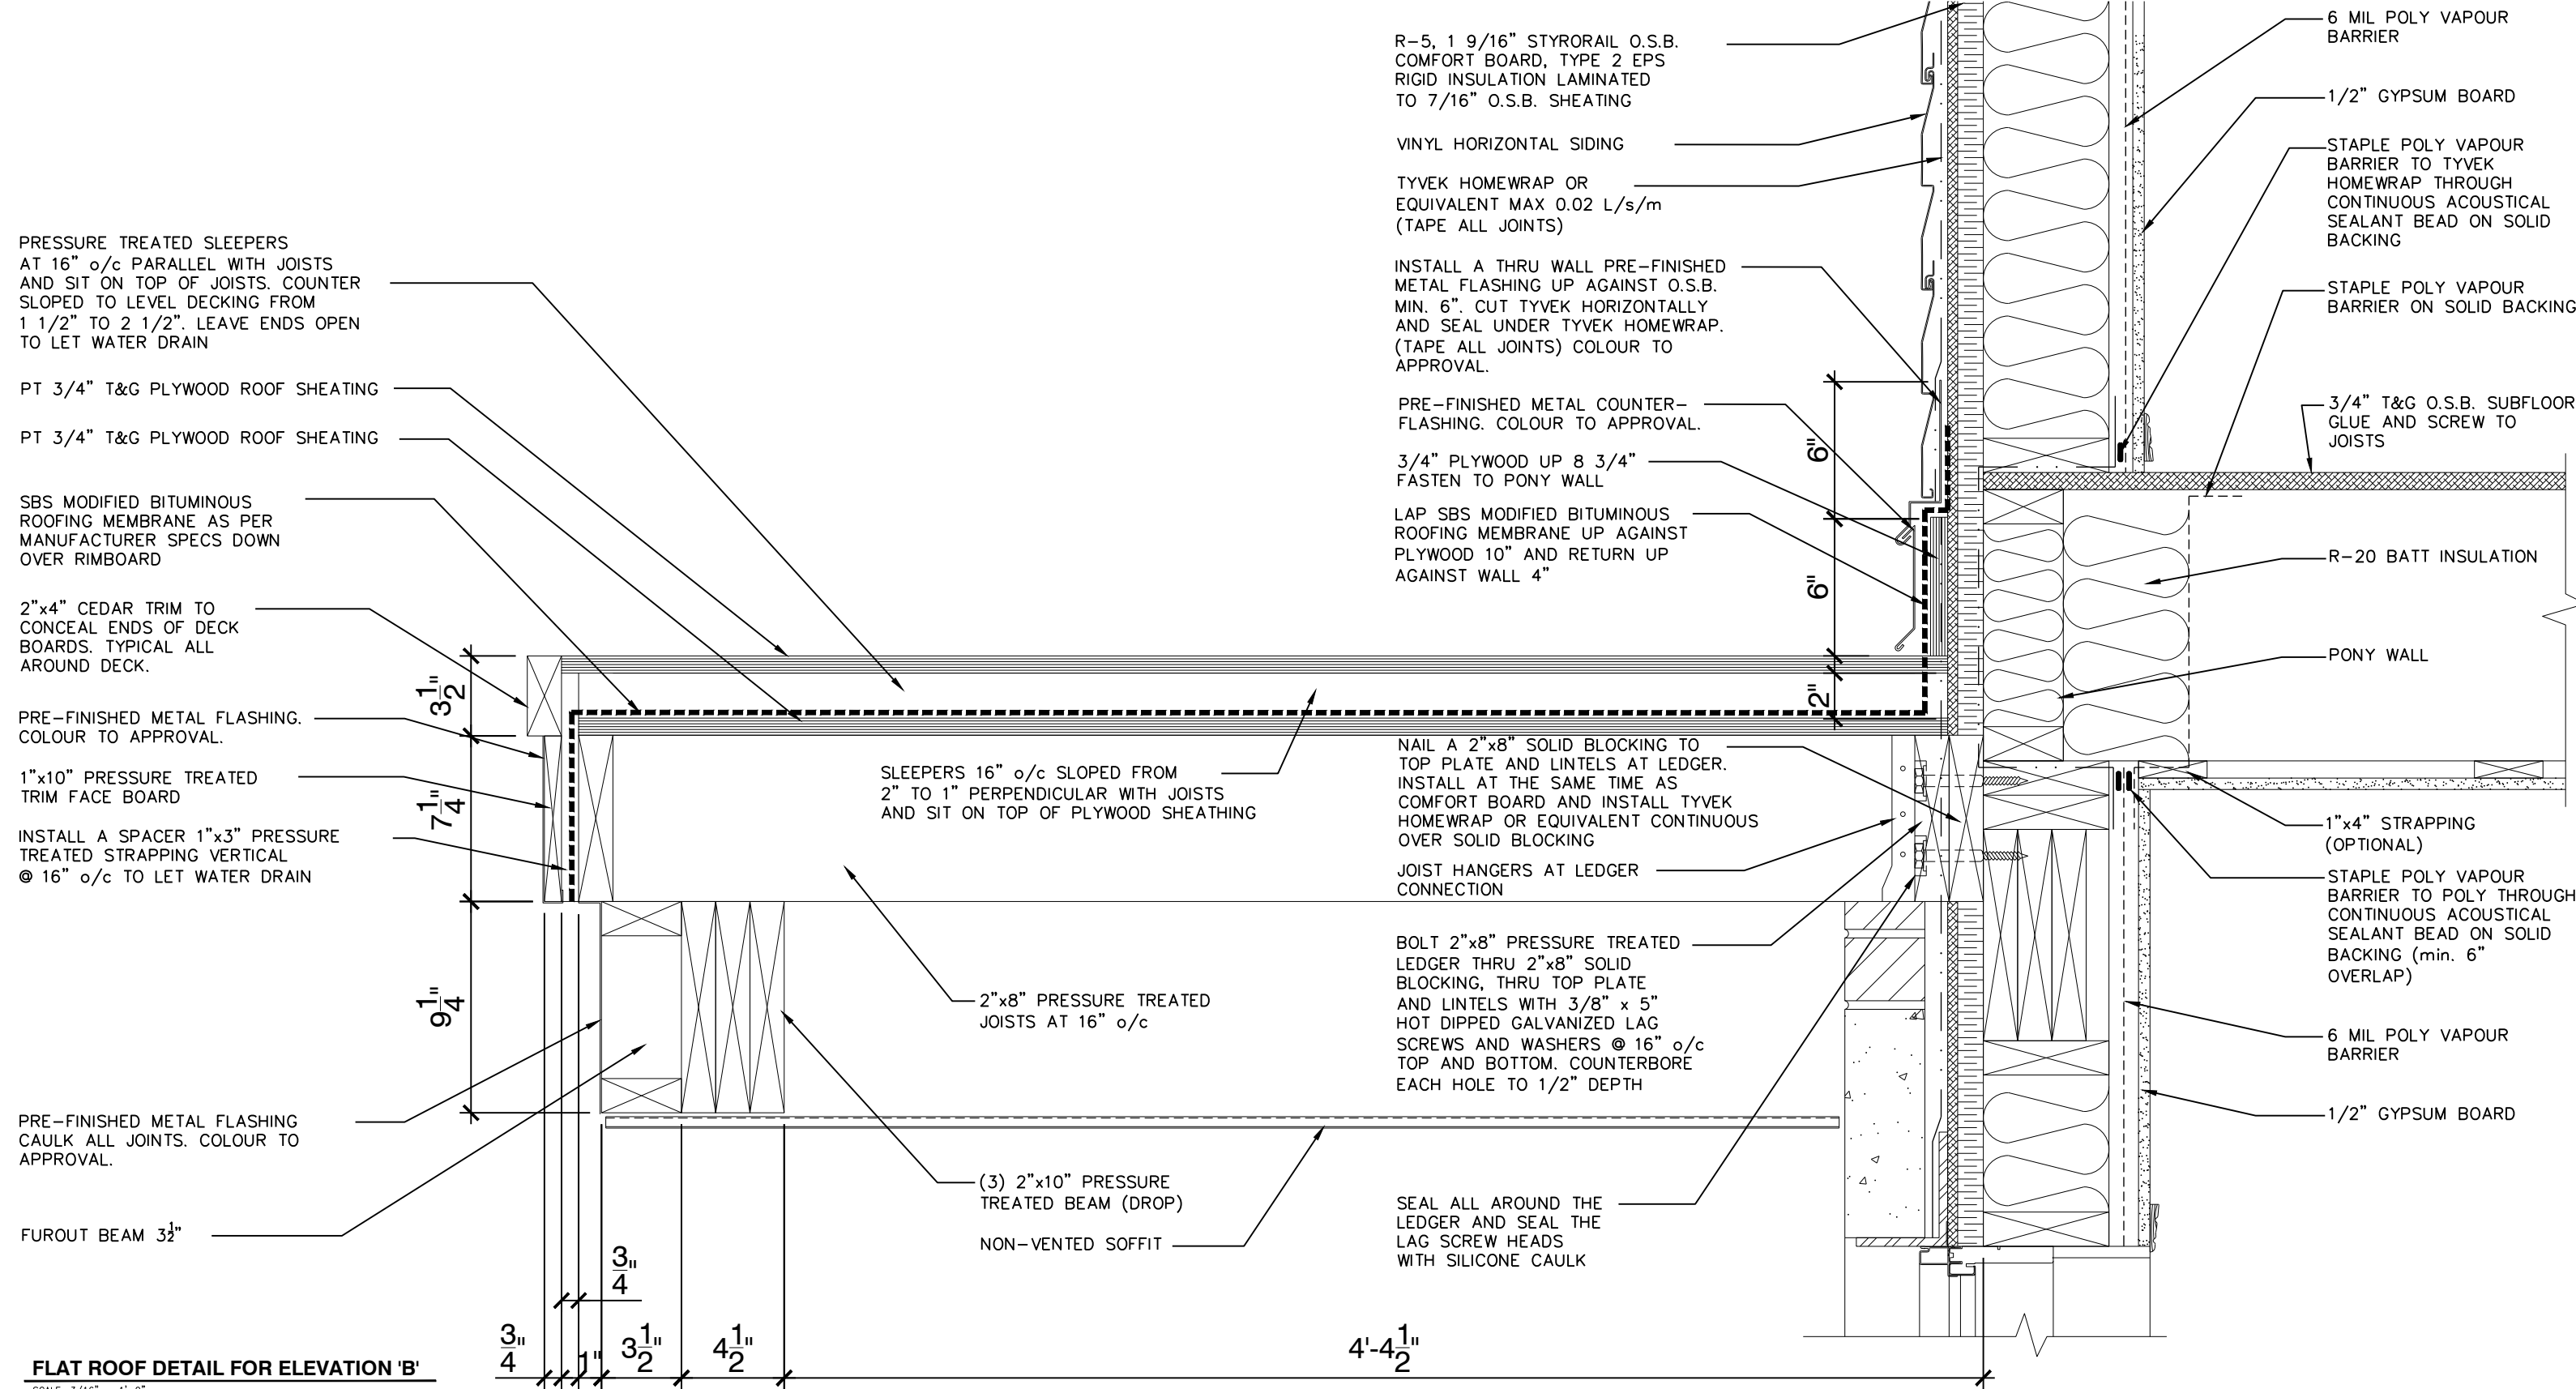 PRESSURE TREATED SLEEPERS
AT 16" o/c PARALLEL WITH JOISTS
AND SIT ON TOP OF JOISTS. COUNTER
SLOPED TO LEVEL DECKING FROM
1 1/2" TO 2 1/2". LEAVE ENDS OPEN
TO LET WATER DRAIN
PT 3/4" T&G PLYWOOD ROOF SHEATING
PT 3/4" T&G PLYWOOD ROOF SHEATING
SBS MODIFIED BITUMINOUS
ROOFING MEMBRANE AS PER
MANUFACTURER SPECS DOWN
OVER RIMBOARD
2"x4" CEDAR TRIM TO
CONCEAL ENDS OF DECK
BOARDS. TYPICAL ALL
AROUND DECK.
PRE-FINISHED METAL FLASHING.
COLOUR TO APPROVAL.
1"x10" PRESSURE TREATED
TRIM FACE BOARD
INSTALL A SPACER 1"x3" PRESSURE
TREATED STRAPPING VERTICAL
@ 16" o/c TO LET WATER DRAIN
PRE-FINISHED METAL FLASHING
CAULK ALL JOINTS. COLOUR TO
APPROVAL.
FUROUT BEAM 3 1/2"
3 1/2"
7 1/4"
9 1/4"
SLEEPERS 16" o/c SLOPED FROM
2" TO 1" PERPENDICULAR WITH JOISTS
AND SIT ON TOP OF PLYWOOD SHEATHING
2"x8" PRESSURE TREATED
JOISTS AT 16" o/c
(3) 2"x10" PRESSURE
TREATED BEAM (DROP)
NON-VENTED SOFFIT
R-5, 1 9/16" STYRORAIL O.S.B.
COMFORT BOARD, TYPE 2 EPS
RIGID INSULATION LAMINATED
TO 7/16" O.S.B. SHEATING
VINYL HORIZONTAL SIDING
TYVEK HOMEWRAP OR
EQUIVALENT MAX 0.02 L/s/m
(TAPE ALL JOINTS)
INSTALL A THRU WALL PRE-FINISHED
METAL FLASHING UP AGAINST O.S.B.
MIN. 6". CUT TYVEK HORIZONTALLY
AND SEAL UNDER TYVEK HOMEWRAP.
(TAPE ALL JOINTS) COLOUR TO
APPROVAL.
PRE-FINISHED METAL COUNTER-
FLASHING. COLOUR TO APPROVAL.
3/4" PLYWOOD UP 8 3/4"
FASTEN TO PONY WALL
LAP SBS MODIFIED BITUMINOUS
ROOFING MEMBRANE UP AGAINST
PLYWOOD 10" AND RETURN UP
AGAINST WALL 4"
6"
6"
2"
NAIL A 2"x8" SOLID BLOCKING TO
TOP PLATE AND LINTELS AT LEDGER.
INSTALL AT THE SAME TIME AS
COMFORT BOARD AND INSTALL TYVEK
HOMEWRAP OR EQUIVALENT CONTINUOUS
OVER SOLID BLOCKING
JOIST HANGERS AT LEDGER
CONNECTION
BOLT 2"x8" PRESSURE TREATED
LEDGER THRU 2"x8" SOLID
BLOCKING, THRU TOP PLATE
AND LINTELS WITH 3/8" x 5"
HOT DIPPED GALVANIZED LAG
SCREWS AND WASHERS @ 16" o/c
TOP AND BOTTOM. COUNTERBORE
EACH HOLE TO 1/2" DEPTH
SEAL ALL AROUND THE
LEDGER AND SEAL THE
LAG SCREW HEADS
WITH SILICONE CAULK
6 MIL POLY VAPOUR
BARRIER
1/2" GYPSUM BOARD
STAPLE POLY VAPOUR
BARRIER TO TYVEK
HOMEWRAP THROUGH
CONTINUOUS ACOUSTICAL
SEALANT BEAD ON SOLID
BACKING
STAPLE POLY VAPOUR
BARRIER ON SOLID BACKING
3/4" T&G O.S.B. SUBFLOOR
GLUE AND SCREW TO
JOISTS
R-20 BATT INSULATION
PONY WALL
1"x4" STRAPPING
(OPTIONAL)
STAPLE POLY VAPOUR
BARRIER TO POLY THROUGH
CONTINUOUS ACOUSTICAL
SEALANT BEAD ON SOLID
BACKING (min. 6"
OVERLAP)
6 MIL POLY VAPOUR
BARRIER
1/2" GYPSUM BOARD
3/4"
3/4"
1"
3 1/2"
4 1/2"
4'-4 1/2"
FLAT ROOF DETAIL FOR ELEVATION 'B'